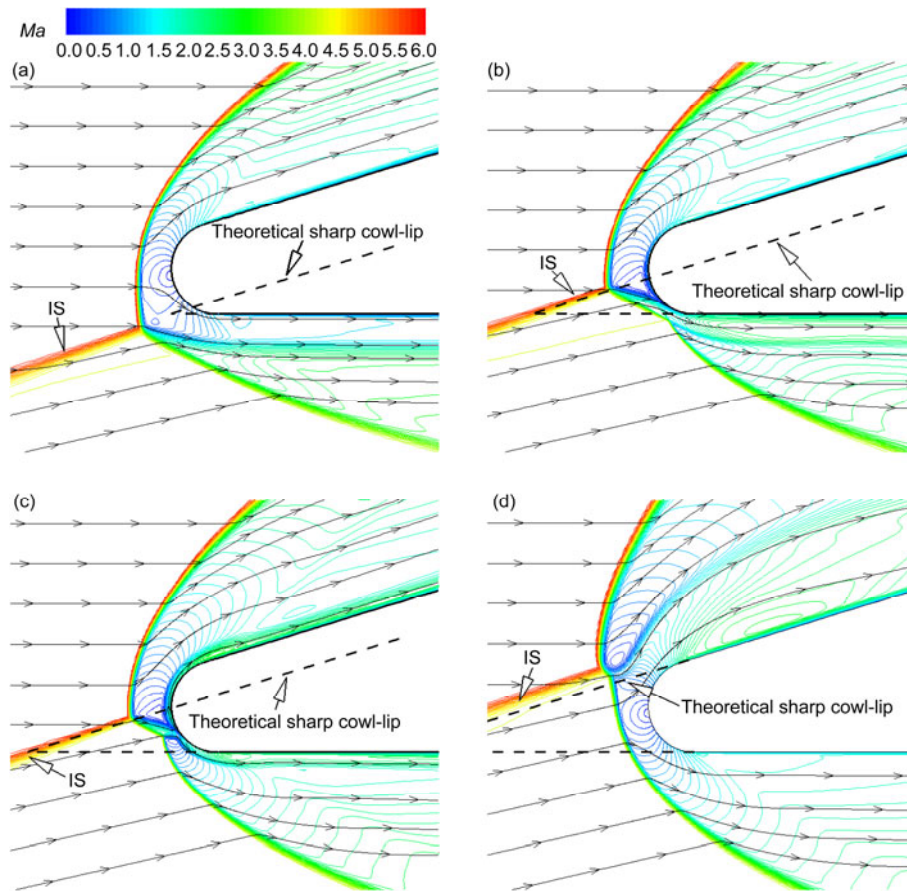 Ma
0.0 0.5 1.0 1.5 2.0 2.5 3.0 3.5 4.0 4.5 5.0 5.5 6.0
(a)
Theoretical sharp cowl-lip
IS
(b)
IS
Theoretical sharp cowl-lip
(c)
Theoretical sharp cowl-lip
IS
(d)
IS
Theoretical sharp cowl-lip